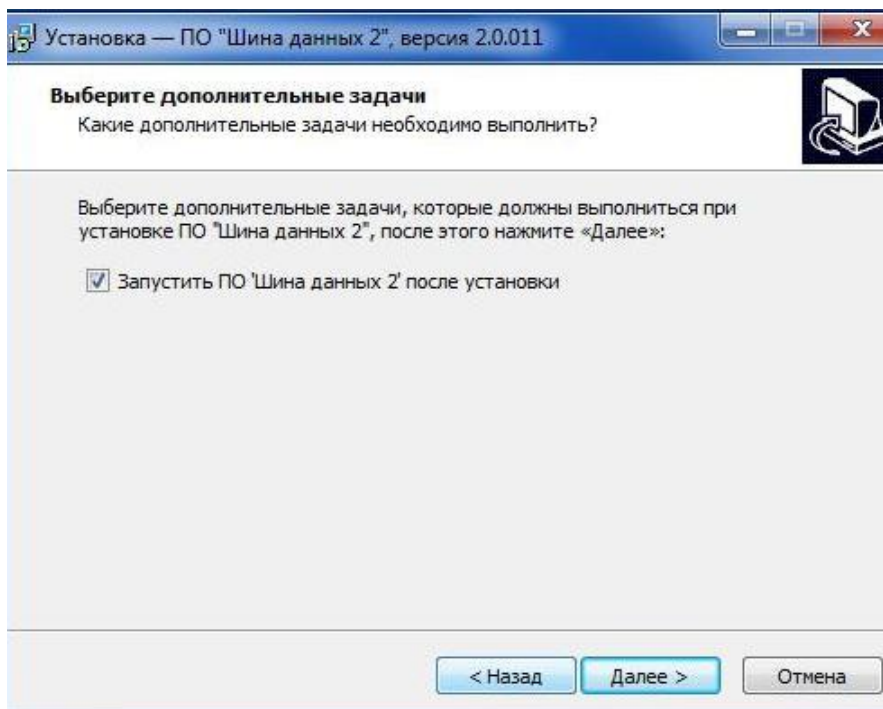 Установка — ПО "Шина данных 2", версия 2.0.011
Выберите дополнительные задачи
Какие дополнительные задачи необходимо выполнить?
Выберите дополнительные задачи, которые должны выполниться при
установке ПО "Шина данных 2", после этого нажмите «Далее»:
Запустить ПО 'Шина данных 2' после установки
< Назад
Далее >
Отмена